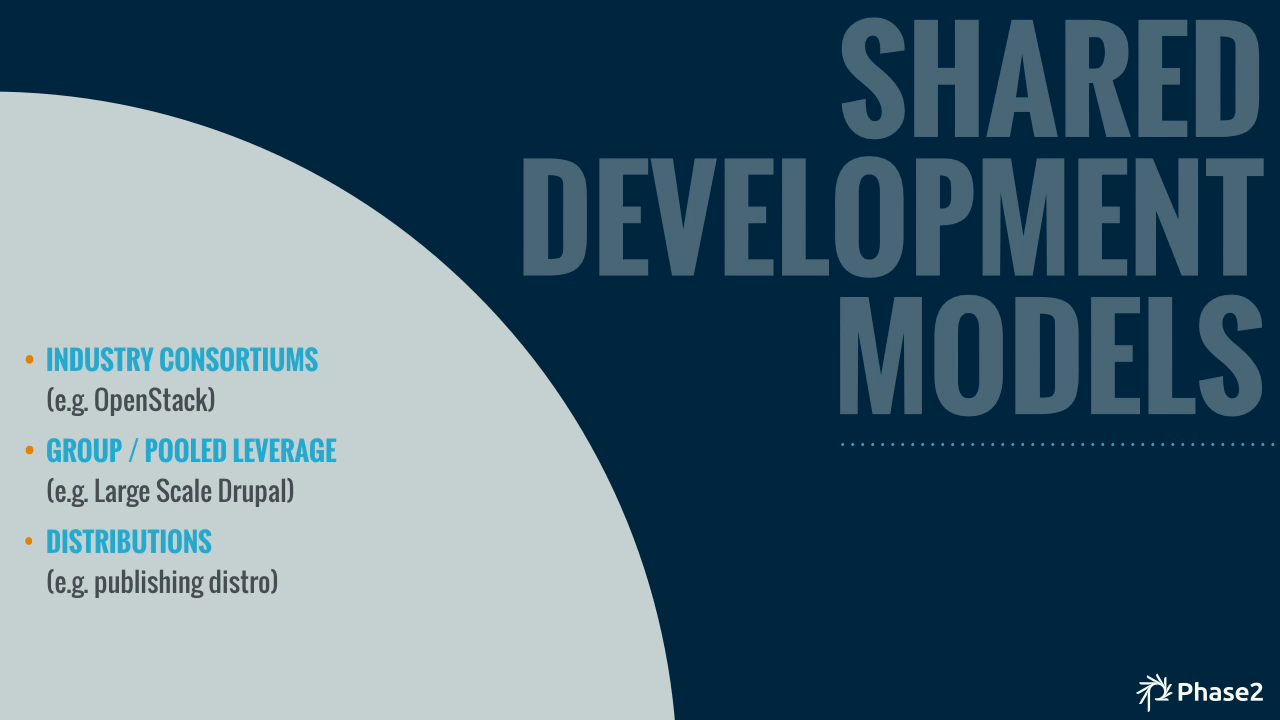 SHARED
DEVELOPMENT
MODELS
• INDUSTRY CONSORTIUMS
(e.g. OpenStack)
• GROUP / POOLED LEVERAGE
(e.g. Large Scale Drupal)
• DISTRIBUTIONS
(e.g. publishing distro)
Phase2